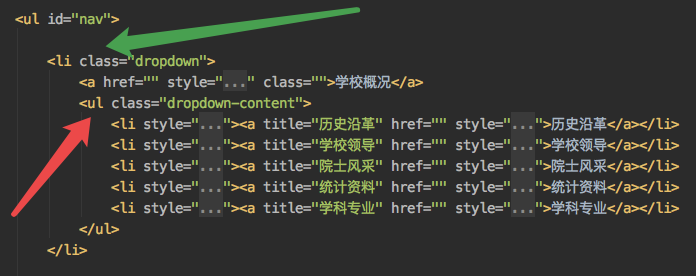 <ul id="nav">
<li class="dropdown">
<a href="" style="..." class="">学校概况</a>
<ul class="dropdown-content">
<li style="..."><a title="历史沿革" href="" style="...">历史沿革</a></li>
<li style="..."><a title="学校领导" href="" style="...">学校领导</a></li>
<li style="..."><a title="院士风采" href="" style="...">院士风采</a></li>
<li style="..."><a title="统计资料" href="" style="...">统计资料</a></li>
<li style="..."><a title="学科专业" href="" style="...">学科专业</a></li>
</ul>
</li>